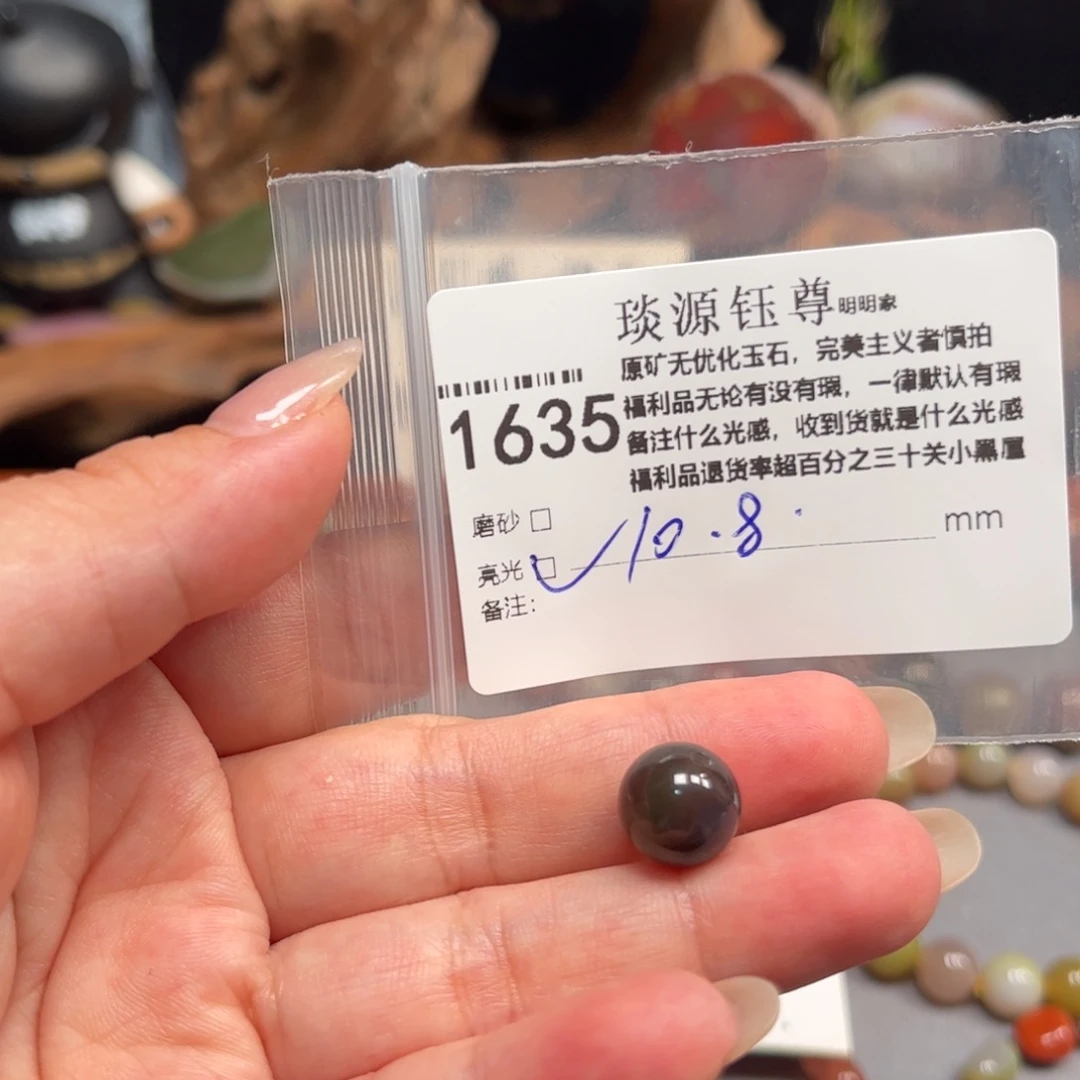 琰源钰尊明明家
原矿无优化玉石，完美主义者慎拍
1635
福利品无论有没有瑕，一律默认有瑕
备注什么光感，收到货就是什么光感
福利品退货率超百分之三十关小黑屋
磨砂 □
亮光 □ ✓ 10.8. mm
备注：